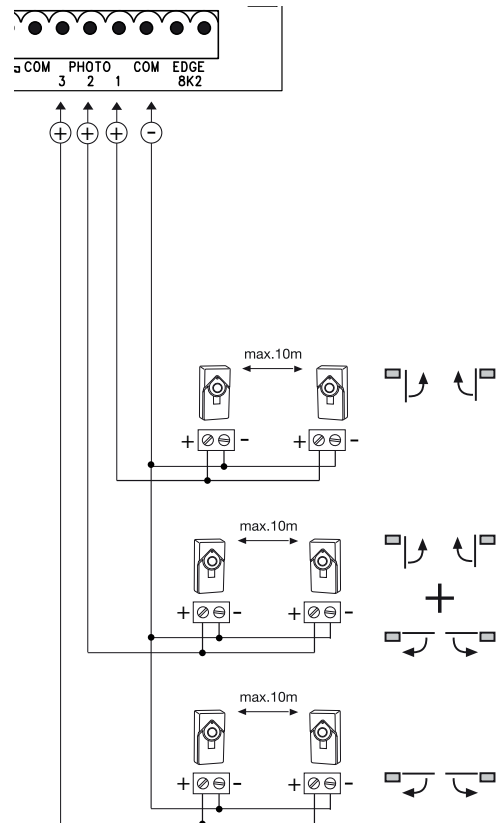 COM PHOTO COM EDGE
3 2 1 8K2
+ + + -
max.10m
+ - + -
max.10m
+ - + -
+
max.10m
+ - + -